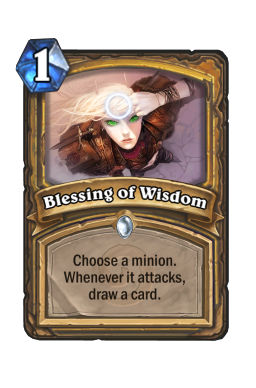 1
Blessing of Wisdom
Choose a minion.
Whenever it attacks,
draw a card.